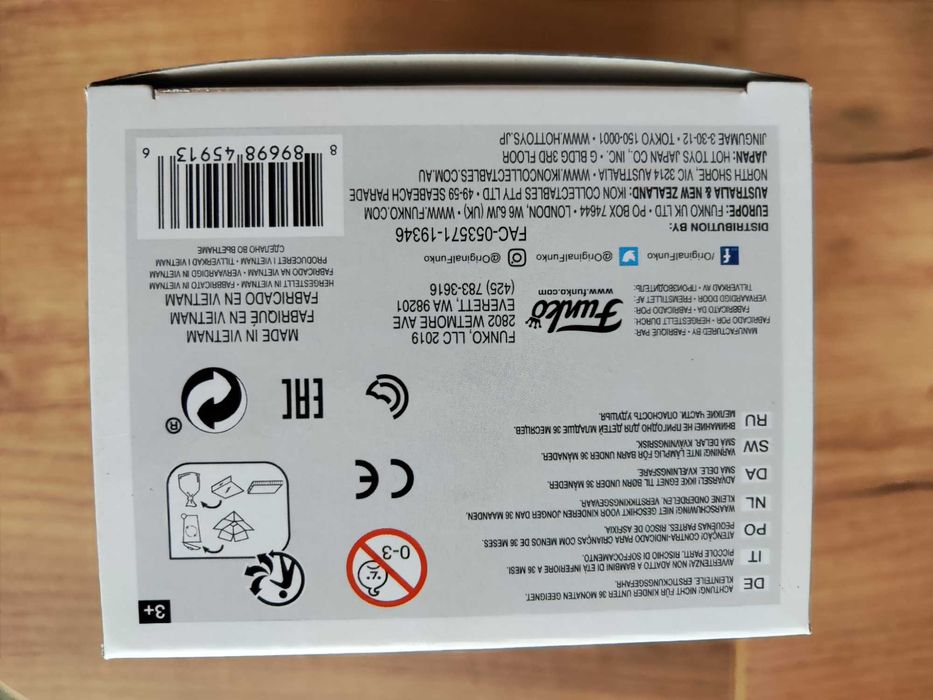 3+
DE
ACHTUNG! NICHT FÜR KINDER UNTER 36 MONATEN GEEIGNET.
KLEINTEILE. ERSTICKUNGSGEFAHR.
IT
AVVERTENZA! NON ADATTO A BAMBINI DI ETÀ INFERIORE A 36 MESI.
PICCOLE PARTI. RISCHIO DI SOFFOCAMENTO.
PO
ATENÇÃO! CONTRA-INDICADO PARA CRIANÇAS COM MENOS DE 36 MESES.
PEQUENAS PARTES. RISCO DE ASFIXIA.
NL
WAARSCHUWING! NIET GESCHIKT VOOR KINDEREN JONGER DAN 36 MAANDEN.
KLEINE ONDERDELEN. VERSTIKKINGSGEVAAR.
DA
ADVARSEL! IKKE EGNET TIL BØRN UNDER 36 MÅNEDER.
SMÅ DELE. KVÆLNINGSFARE.
SW
VARNING! INTE LÄMPLIG FÖR BARN UNDER 36 MÅNADER.
SMÅ DELAR. KVÄVNINGSRISK.
RU
ВНИМАНИЕ! НЕ ПРИГОДНО ДЛЯ ДЕТЕЙ МЛАДШЕ 36 МЕСЯЦЕВ.
МЕЛКИЕ ЧАСТИ. ОПАСНОСТЬ УДУШЬЯ.
0-3
CE
EAC
®
MANUFACTURED BY • FABRIQUÉ PAR:
FABRICADO POR • HERGESTELLT DURCH:
FABBRICATO DA • FABRICADO POR:
VERVAARDIGD DOOR • FREMSTILLET AF:
TILLVERKAD AV • ПРОИЗВОДИТЕЛЬ:
Funko
www.funko.com
FUNKO, LLC 2019
2802 WETMORE AVE
EVERETT, WA 98201
(425) 783-3616
/OriginalFunko @OriginalFunko @OriginalFunko
FAC-053571-19346
MADE IN VIETNAM
FABRIQUÉ EN VIETNAM
FABRICADO EN VIETNAM
HERGESTELLT IN VIETNAM • FABBRICATO IN VIETNAM
FABRICADO NA VIETNAM • VERVAARDIGD IN VIETNAM
PRODUCERET I VIETNAM • TILLVERKAD I VIETNAM
СДЕЛАНО ВО ВЬЕТНАМЕ
DISTRIBUTION BY:
EUROPE: FUNKO UK LTD • PO BOX 74644 • LONDON, W6 6JW (UK) • WWW.FUNKO.COM
AUSTRALIA & NEW ZEALAND: IKON COLLECTABLES PTY LTD • 49-59 SEABEACH PARADE
NORTH SHORE, VIC 3214 AUSTRALIA • WWW.IKONCOLLECTABLES.COM.AU
JAPAN: HOT TOYS JAPAN CO., INC. • G BLDG 3RD FLOOR
JINGUMAE 3-30-12 • TOKYO 150-0001 • WWW.HOTTOYS.JP
8 89698 45913 6